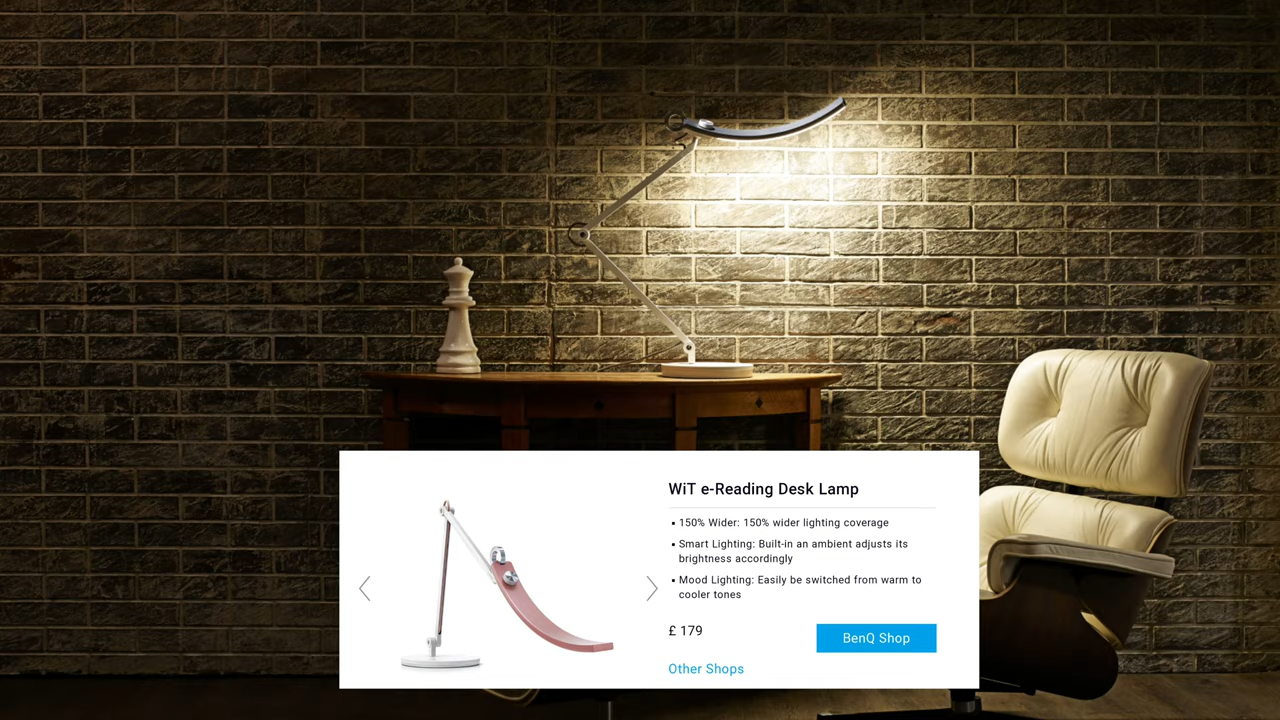 WiT e-Reading Desk Lamp
▪ 150% Wider: 150% wider lighting coverage
▪ Smart Lighting: Built-in an ambient adjusts its
brightness accordingly
▪ Mood Lighting: Easily be switched from warm to
cooler tones
£ 179
BenQ Shop
Other Shops